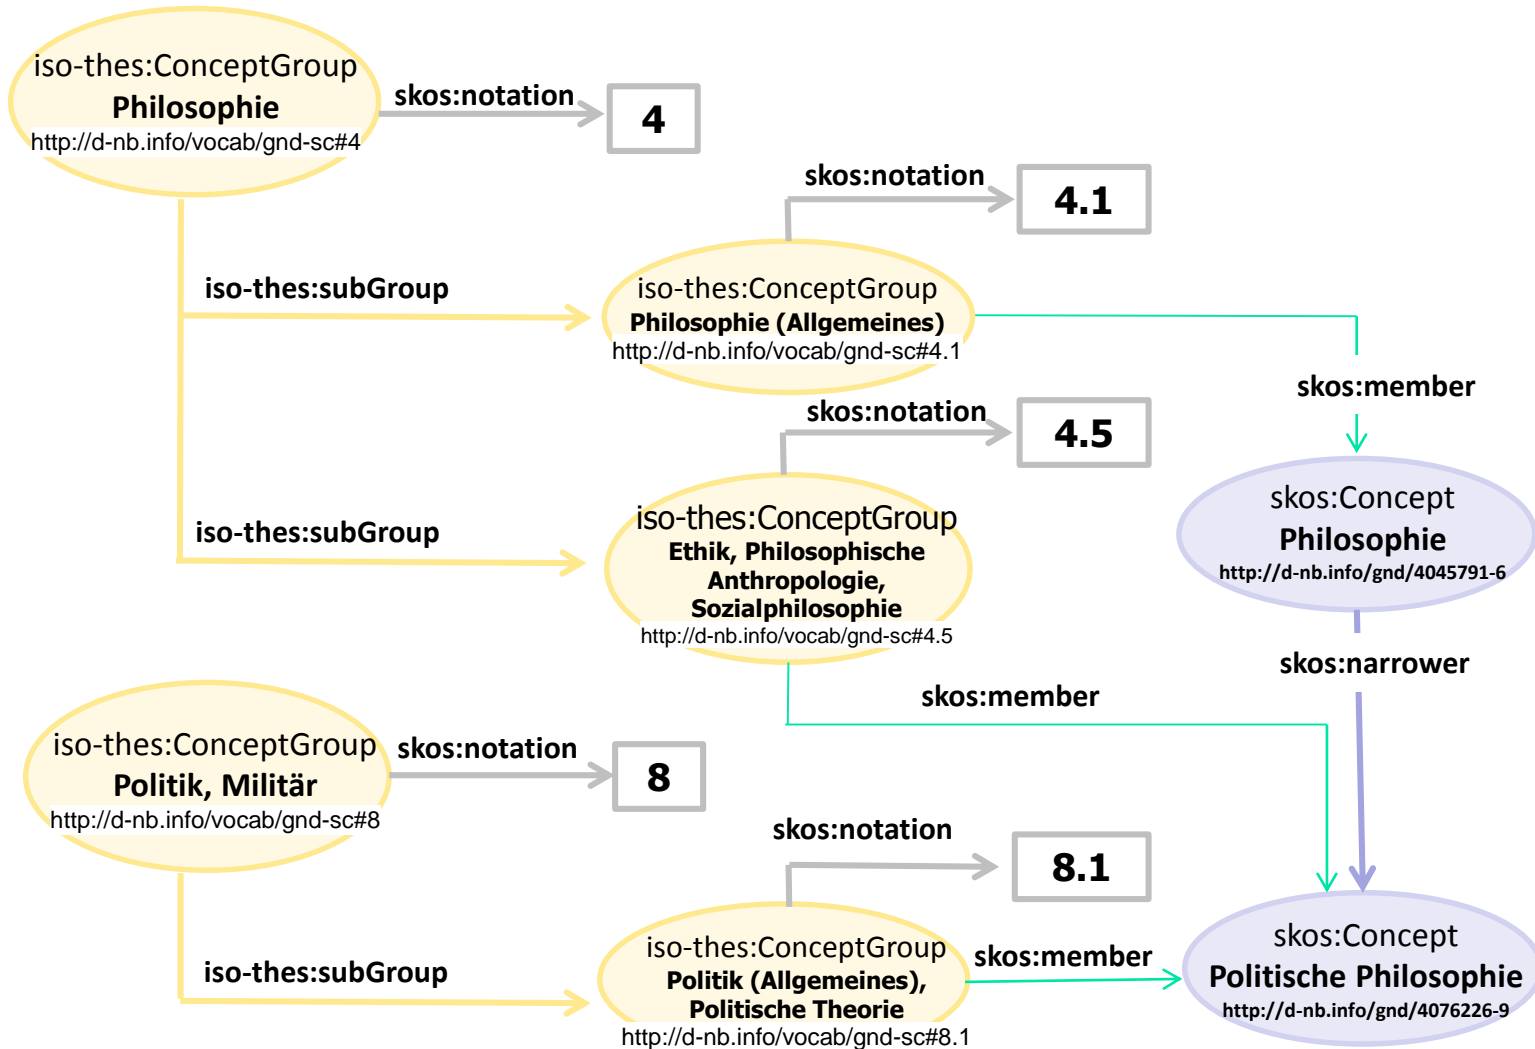 iso-thes:ConceptGroup
Philosophie
http://d-nb.info/vocab/gnd-sc#4
skos:notation
4
skos:notation
4.1
iso-thes:subGroup
iso-thes:ConceptGroup
Philosophie (Allgemeines)
http://d-nb.info/vocab/gnd-sc#4.1
skos:member
skos:notation
4.5
iso-thes:subGroup
iso-thes:ConceptGroup
Ethik, Philosophische
Anthropologie,
Sozialphilosophie
http://d-nb.info/vocab/gnd-sc#4.5
skos:Concept
Philosophie
http://d-nb.info/gnd/4045791-6
skos:narrower
skos:member
iso-thes:ConceptGroup
Politik, Militär
http://d-nb.info/vocab/gnd-sc#8
skos:notation
8
skos:notation
8.1
iso-thes:subGroup
iso-thes:ConceptGroup
Politik (Allgemeines),
Politische Theorie
http://d-nb.info/vocab/gnd-sc#8.1
skos:member
skos:Concept
Politische Philosophie
http://d-nb.info/gnd/4076226-9